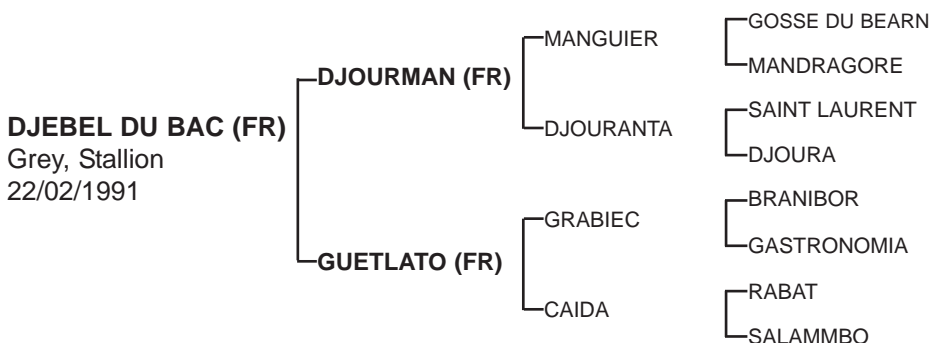 DJEBEL DU BAC (FR)
Grey, Stallion
22/02/1991
DJOURMAN (FR)
GUETLATO (FR)
MANGUIER
DJOURANTA
GRABIEC
CAIDA
GOSSE DU BEARN
MANDRAGORE
SAINT LAURENT
DJOURA
BRANIBOR
GASTRONOMIA
RABAT
SALAMMBO